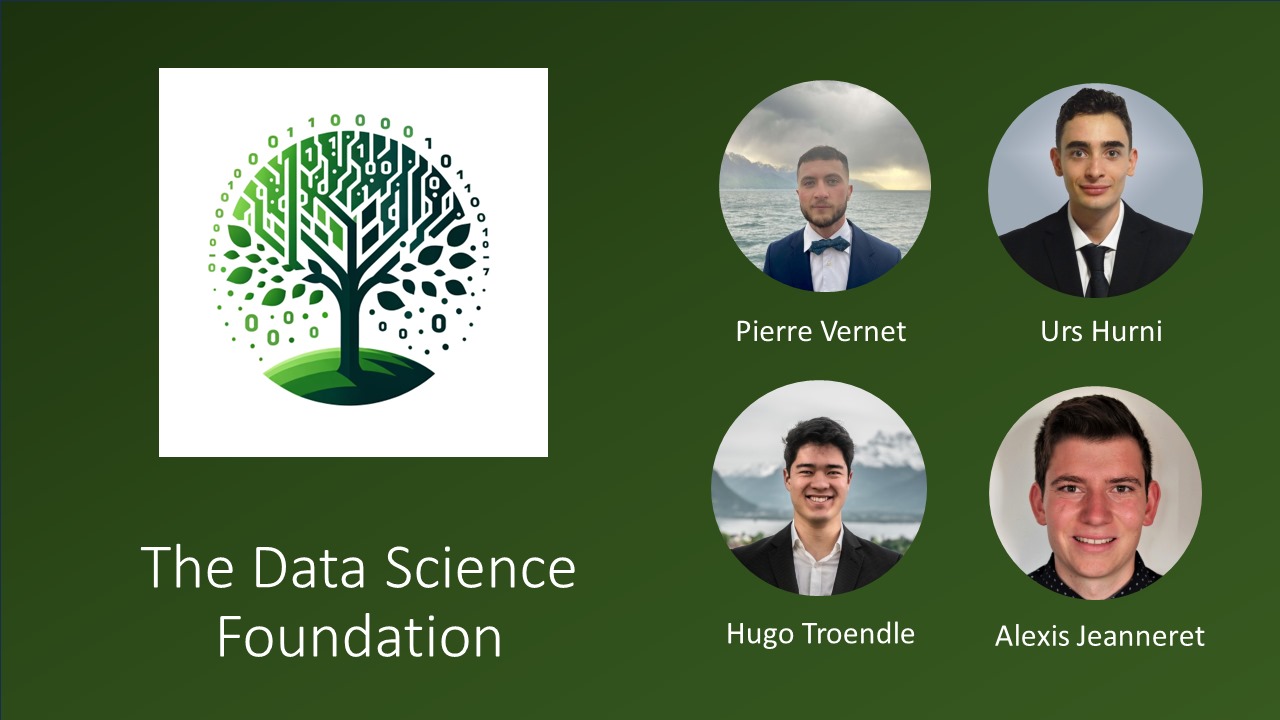 The Data Science
Foundation
Pierre Vernet
Urs Hurni
Hugo Troendle
Alexis Jeanneret